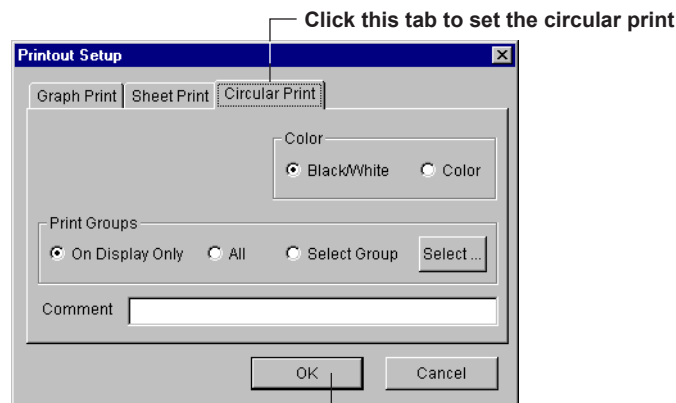 Click this tab to set the circular print
Printout Setup
Graph Print Sheet Print Circular Print
Color
Black/White Color
Print Groups
On Display Only All Select Group Select ...
Comment
OK Cancel